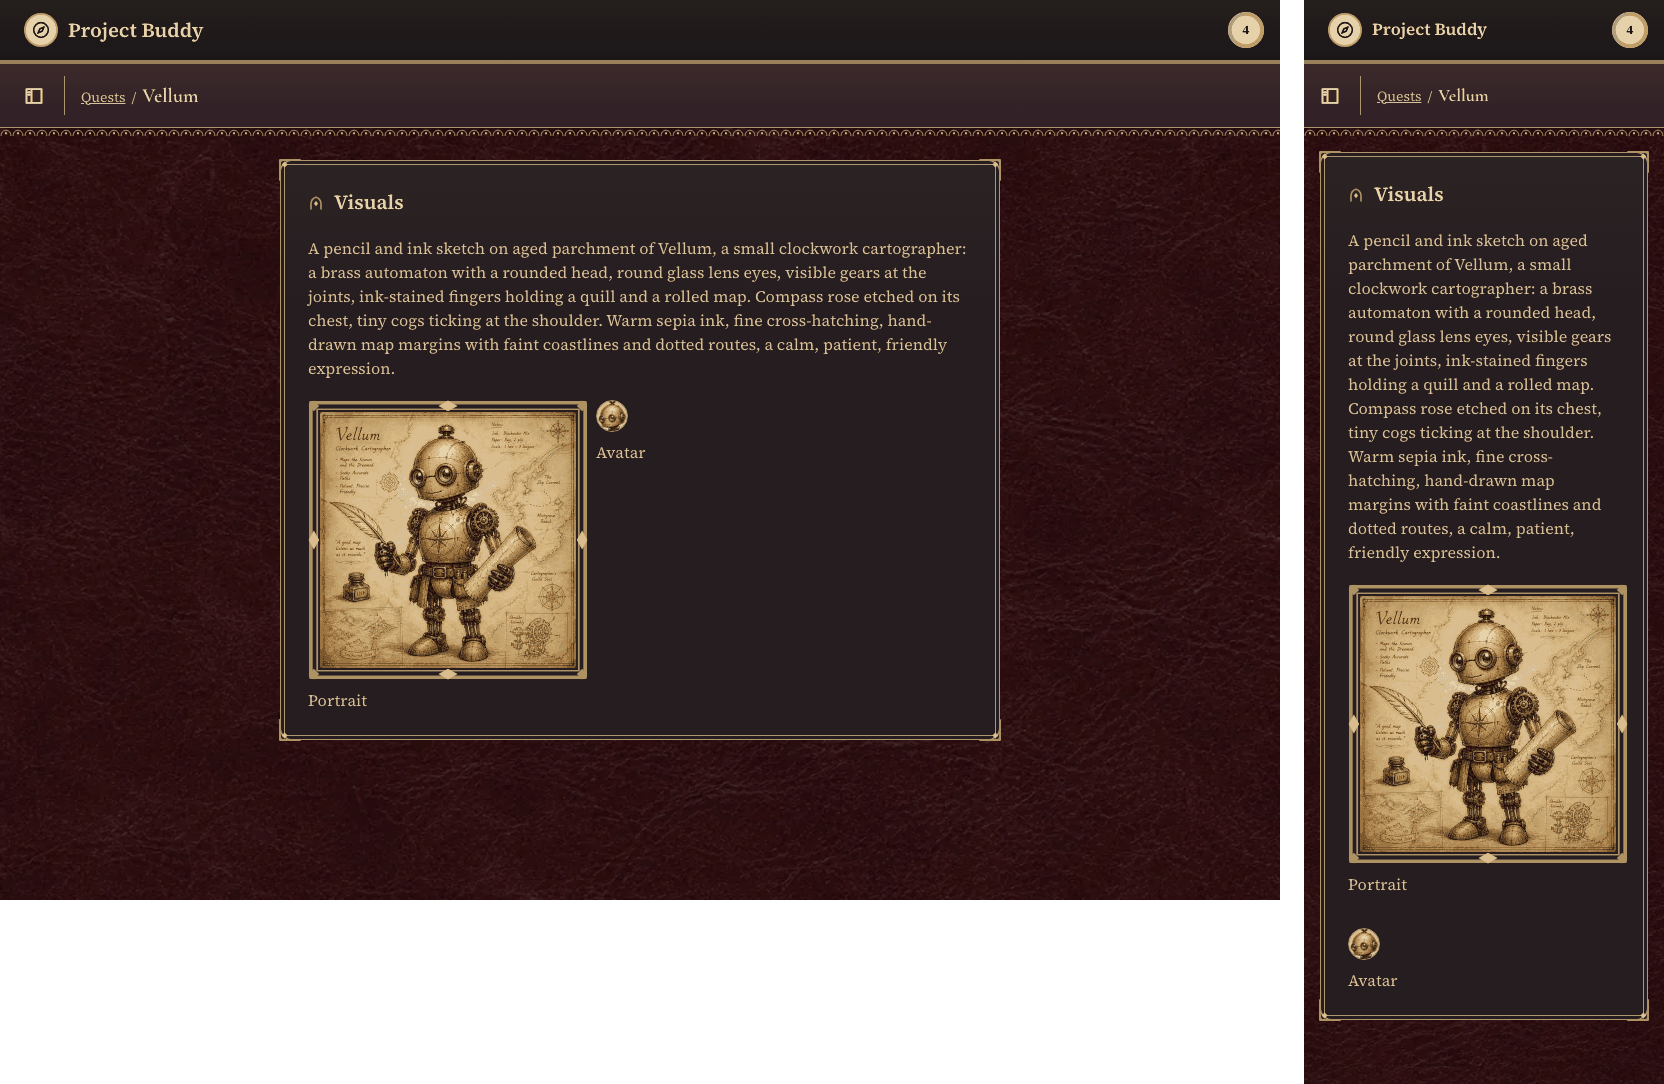 Project Buddy
4
Quests / Vellum
Visuals
A pencil and ink sketch on aged parchment of Vellum, a small clockwork cartographer:
a brass automaton with a rounded head, round glass lens eyes, visible gears at the
joints, ink-stained fingers holding a quill and a rolled map. Compass rose etched on its
chest, tiny cogs ticking at the shoulder. Warm sepia ink, fine cross-hatching, hand-
drawn map margins with faint coastlines and dotted routes, a calm, patient, friendly
expression.
Vellum
Clockwork Cartographer
Portrait
Avatar
Project Buddy
4
Quests / Vellum
Visuals
A pencil and ink sketch on aged
parchment of Vellum, a small
clockwork cartographer: a brass
automaton with a rounded head,
round glass lens eyes, visible gears
at the joints, ink-stained fingers
holding a quill and a rolled map.
Compass rose etched on its chest,
tiny cogs ticking at the shoulder.
Warm sepia ink, fine cross-
hatching, hand-drawn map
margins with faint coastlines and
dotted routes, a calm, patient,
friendly expression.
Vellum
Clockwork Cartographer
Portrait
Avatar